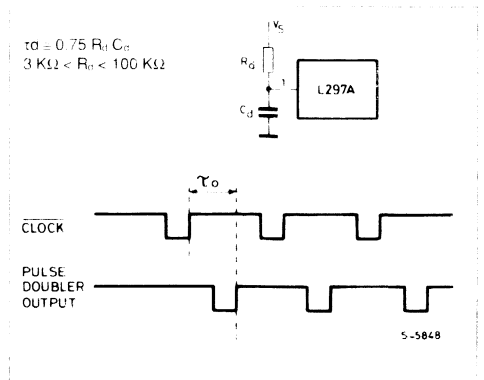 τd = 0.75 Rd Cd
3 KΩ < Rd < 100 KΩ
Vs
Rd
1
L297A
Cd
τo
CLOCK
PULSE
DOUBLER
OUTPUT
S-5848